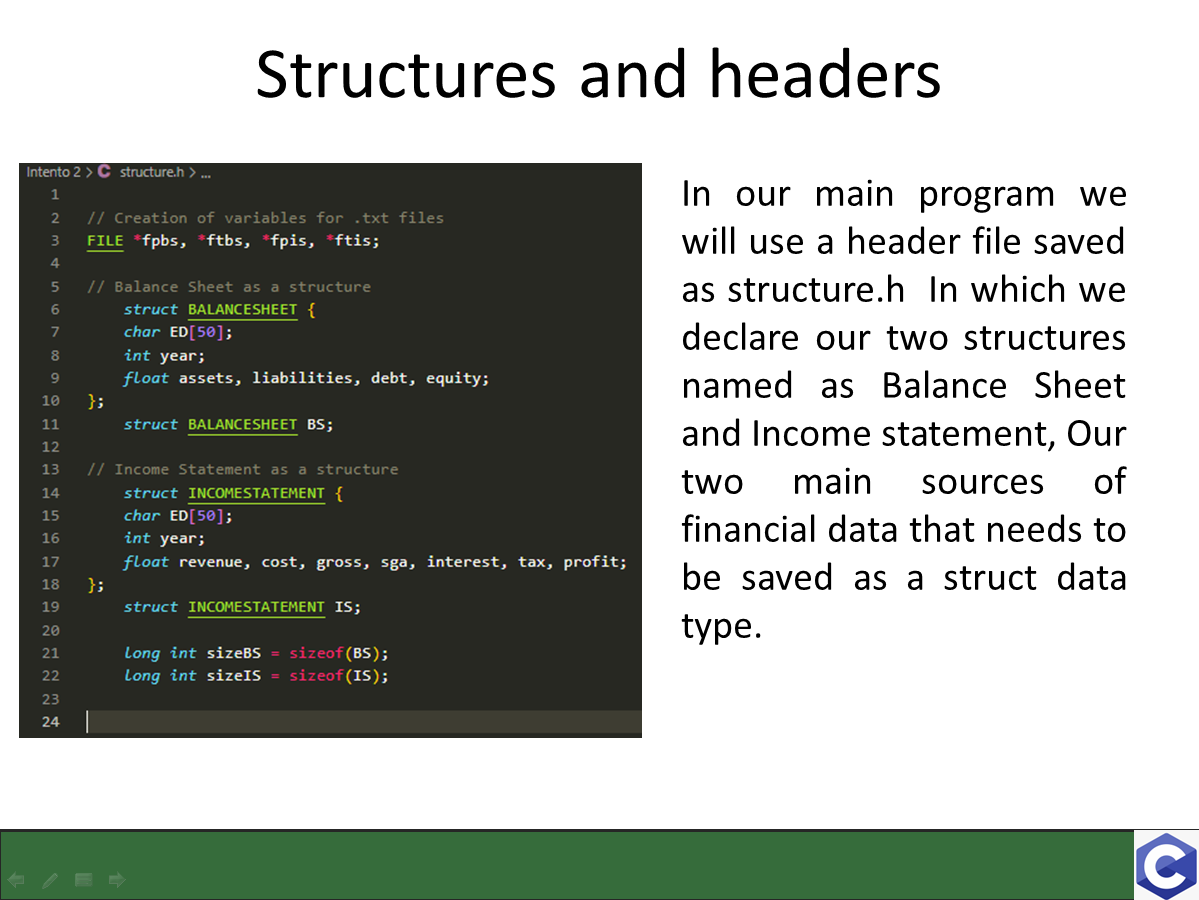 Structures and headers
Intento 2 > C structure.h > ...
1
2 // Creation of variables for .txt files
3 FILE *fpbs, *ftbs, *fpis, *ftis;
4
5 // Balance Sheet as a structure
6 struct BALANCESHEET {
7 char ED[50];
8 int year;
9 float assets, liabilities, debt, equity;
10 };
11 struct BALANCESHEET BS;
12
13 // Income Statement as a structure
14 struct INCOMESTATEMENT {
15 char ED[50];
16 int year;
17 float revenue, cost, gross, sga, interest, tax, profit;
18 };
19 struct INCOMESTATEMENT IS;
20
21 long int sizeBS = sizeof(BS);
22 long int sizeIS = sizeof(IS);
23
24
In our main program we
will use a header file saved
as structure.h In which we
declare our two structures
named as Balance Sheet
and Income statement, Our
two main sources of
financial data that needs to
be saved as a struct data
type.
C